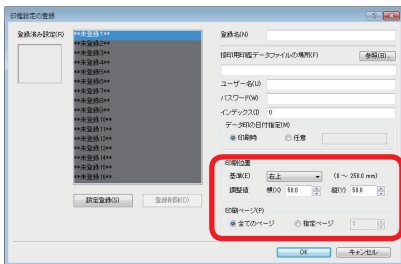 印鑑設定の登録
登録済み設定(R)
**未登録1**
**未登録2**
**未登録3**
**未登録4**
**未登録5**
**未登録6**
**未登録7**
**未登録8**
**未登録9**
**未登録10**
**未登録11**
**未登録12**
**未登録13**
**未登録14**
**未登録15**
**未登録16**
設定登録(S) 登録削除(D)
登録名(N)
捺印用印鑑データファイルの場所(F) 参照(B)...
ユーザー名(U)
パスワード(W)
インデックス(I) 0
データ印の日付指定(M)
印刷時 任意
印刷位置
基準(E) 右上 (0 ～ 250.0 mm)
調整値 横(X) 50.0 縦(Y) 50.0
印刷ページ(P)
全てのページ 指定ページ 1
OK キャンセル